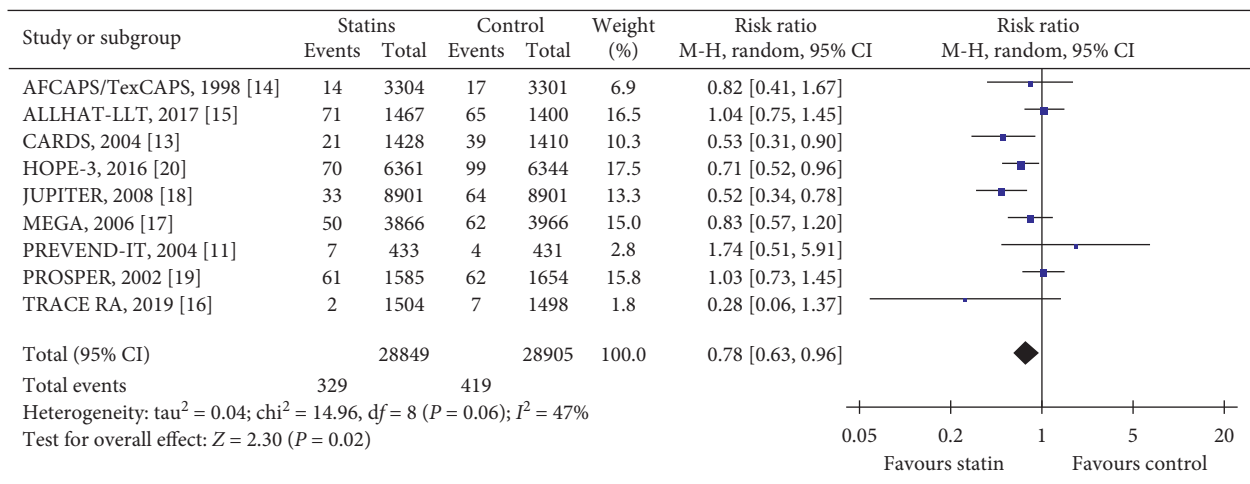 Study or subgroup Statins Control Weight Risk ratio Risk ratio
Events Total Events Total (%) M-H, random, 95% CI M-H, random, 95% CI
AFCAPS/TexCAPS, 1998 [14] 14 3304 17 3301 6.9 0.82 [0.41, 1.67]
ALLHAT-LLT, 2017 [15] 71 1467 65 1400 16.5 1.04 [0.75, 1.45]
CARDS, 2004 [13] 21 1428 39 1410 10.3 0.53 [0.31, 0.90]
HOPE-3, 2016 [20] 70 6361 99 6344 17.5 0.71 [0.52, 0.96]
JUPITER, 2008 [18] 33 8901 64 8901 13.3 0.52 [0.34, 0.78]
MEGA, 2006 [17] 50 3866 62 3966 15.0 0.83 [0.57, 1.20]
PREVEND-IT, 2004 [11] 7 433 4 431 2.8 1.74 [0.51, 5.91]
PROSPER, 2002 [19] 61 1585 62 1654 15.8 1.03 [0.73, 1.45]
TRACE RA, 2019 [16] 2 1504 7 1498 1.8 0.28 [0.06, 1.37]
Total (95% CI) 28849 28905 100.0 0.78 [0.63, 0.96]
Total events 329 419
Heterogeneity: tau² = 0.04; chi² = 14.96, df = 8 (P = 0.06); I² = 47%
Test for overall effect: Z = 2.30 (P = 0.02)
0.05 0.2 1 5 20
Favours statin Favours control